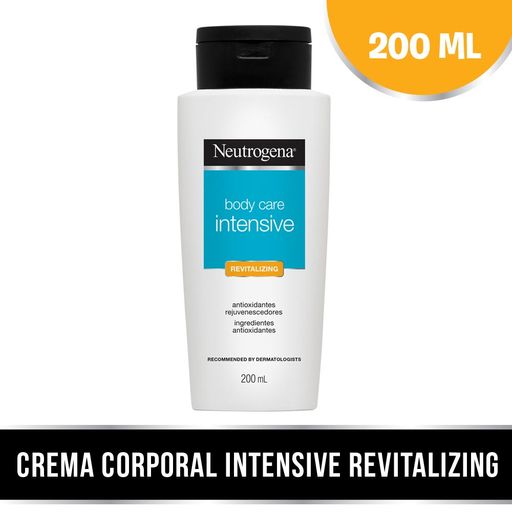 200 ML
Neutrogena®
body care
intensive
REVITALIZING
antioxidantes
rejuvenescedores
ingredientes
antioxidantes
RECOMMENDED BY DERMATOLOGISTS
200 mL
CREMA CORPORAL INTENSIVE REVITALIZING